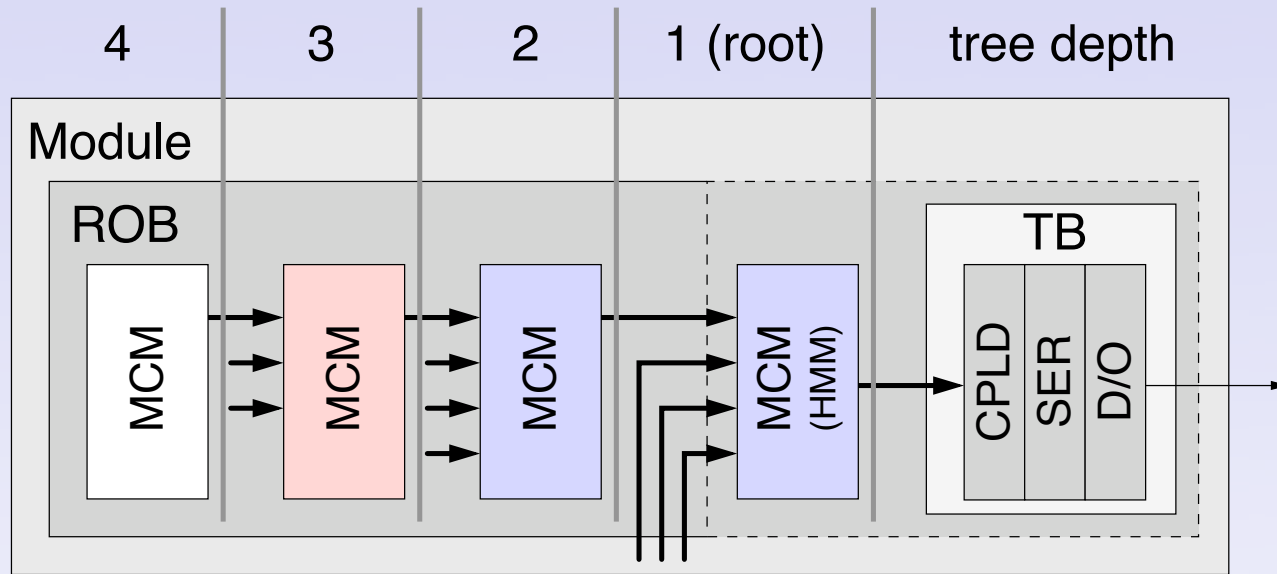 4
3
2
1 (root)
tree depth
Module
ROB
TB
MCM
MCM
MCM
MCM
(HMM)
CPLD
SER
D/O